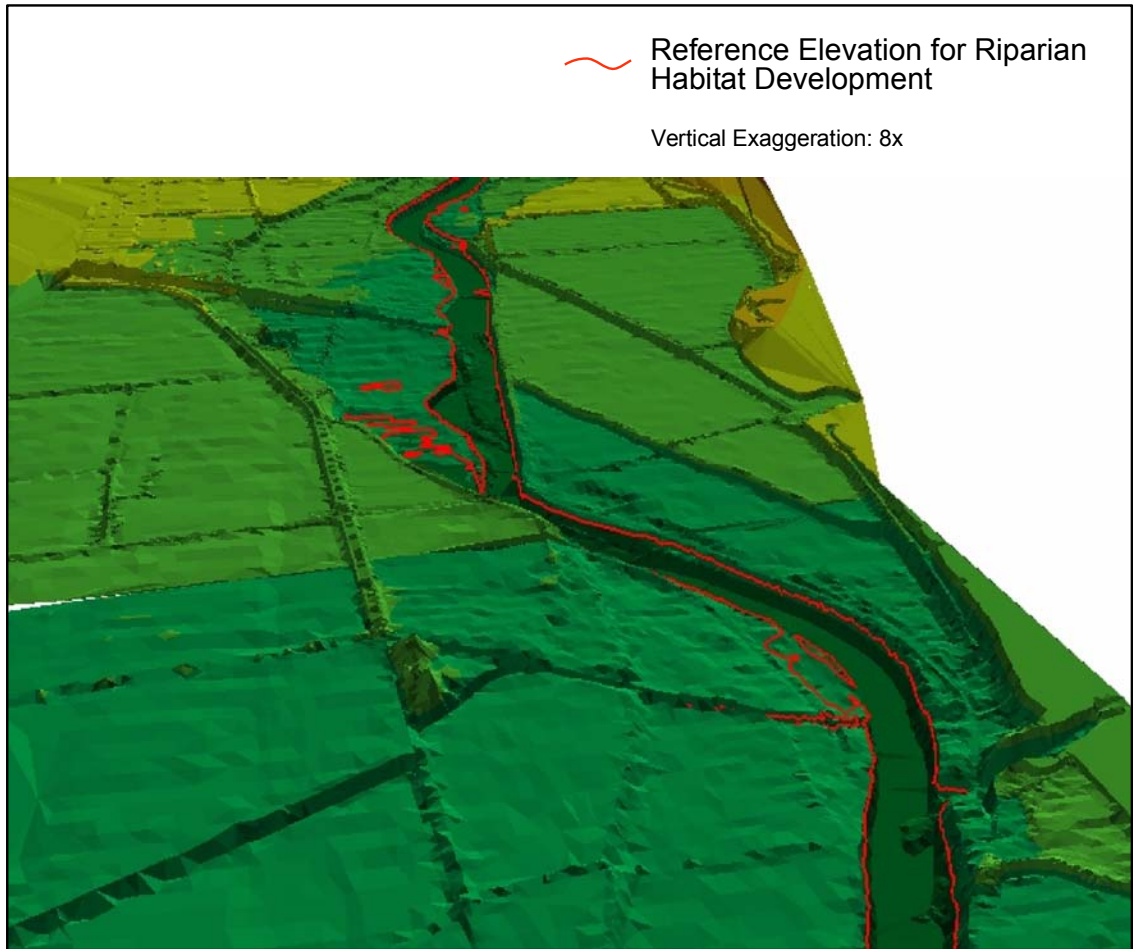 Reference Elevation for Riparian
Habitat Development
Vertical Exaggeration: 8x